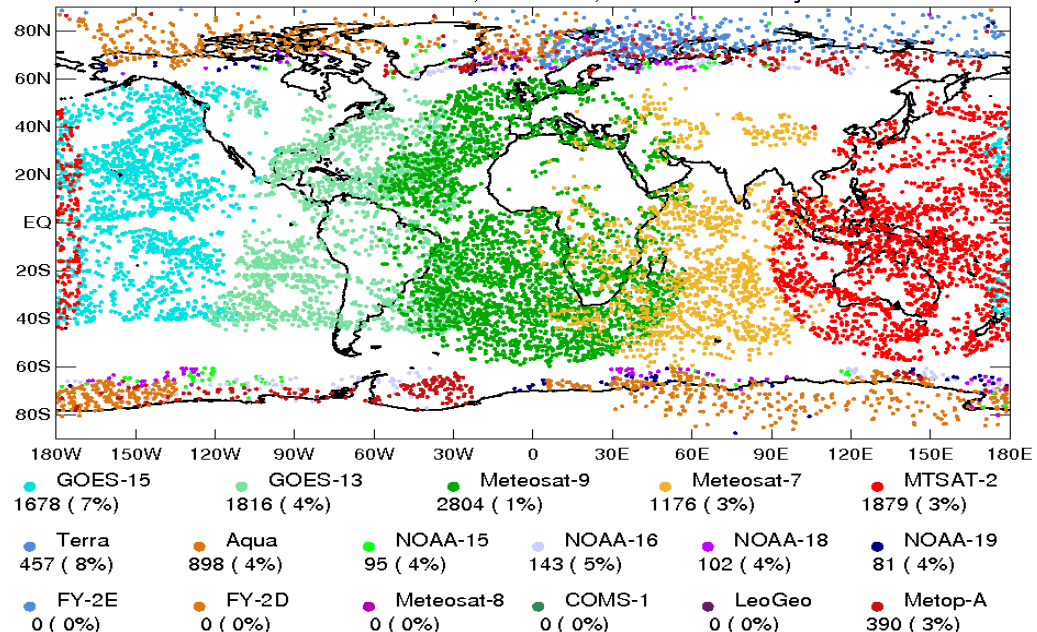 80N
60N
40N
20N
EQ
20S
40S
60S
80S
180W 150W 120W 90W 60W 30W 0 30E 60E 90E 120E 150E 180E
GOES-15 GOES-13 Meteosat-9 Meteosat-7 MTSAT-2
1678 ( 7%) 1816 ( 4%) 2804 ( 1%) 1176 ( 3%) 1879 ( 3%)
Terra Aqua NOAA-15 NOAA-16 NOAA-18 NOAA-19
457 ( 8%) 898 ( 4%) 95 ( 4%) 143 ( 5%) 102 ( 4%) 81 ( 4%)
FY-2E FY-2D Meteosat-8 COMS-1 LeoGeo Metop-A
0 ( 0%) 0 ( 0%) 0 ( 0%) 0 ( 0%) 0 ( 0%) 390 ( 3%)